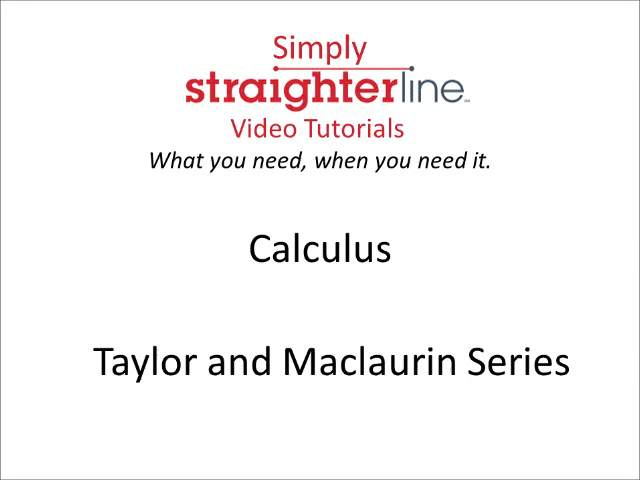 Simply
straighterline
Video Tutorials
What you need, when you need it.
Calculus
Taylor and Maclaurin Series